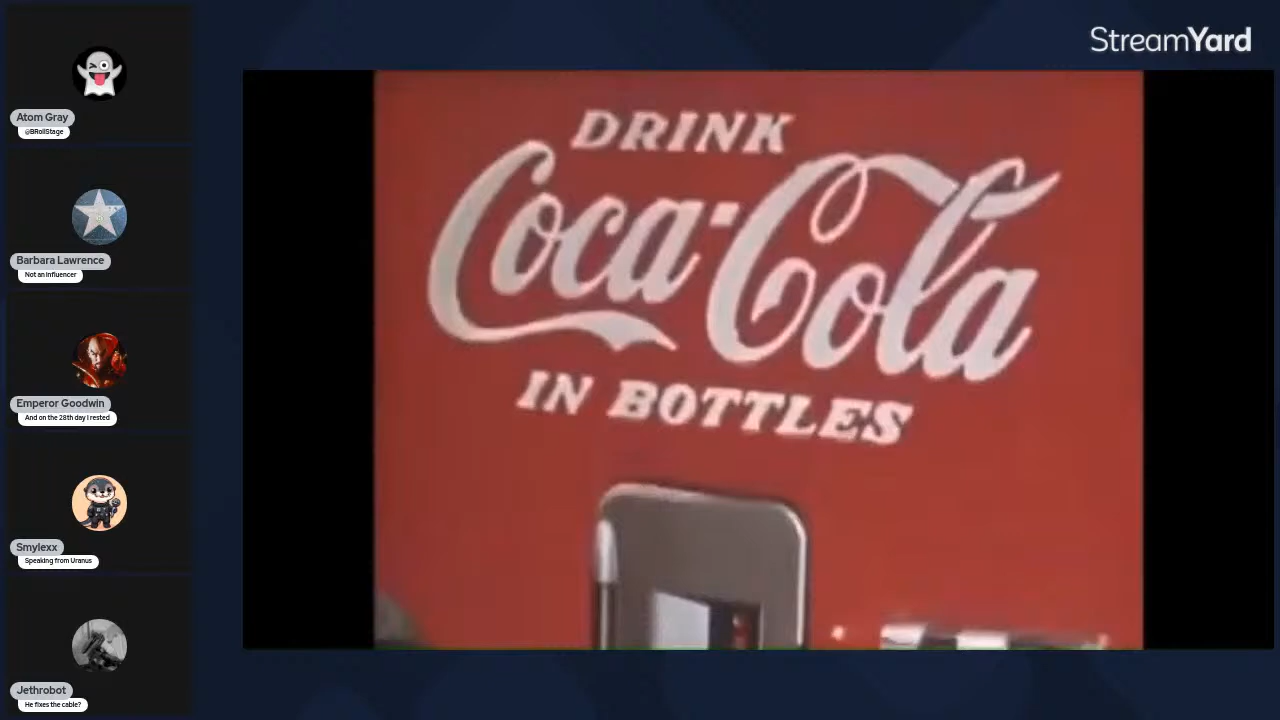 StreamYard
Atom Gray
@BRollStage
Barbara Lawrence
Not an influencer
Emperor Goodwin
And on the 28th day I rested
Smylexx
Speaking from Uranus
Jethrobot
He fixes the cable?
DRINK
Coca-Cola
IN BOTTLES